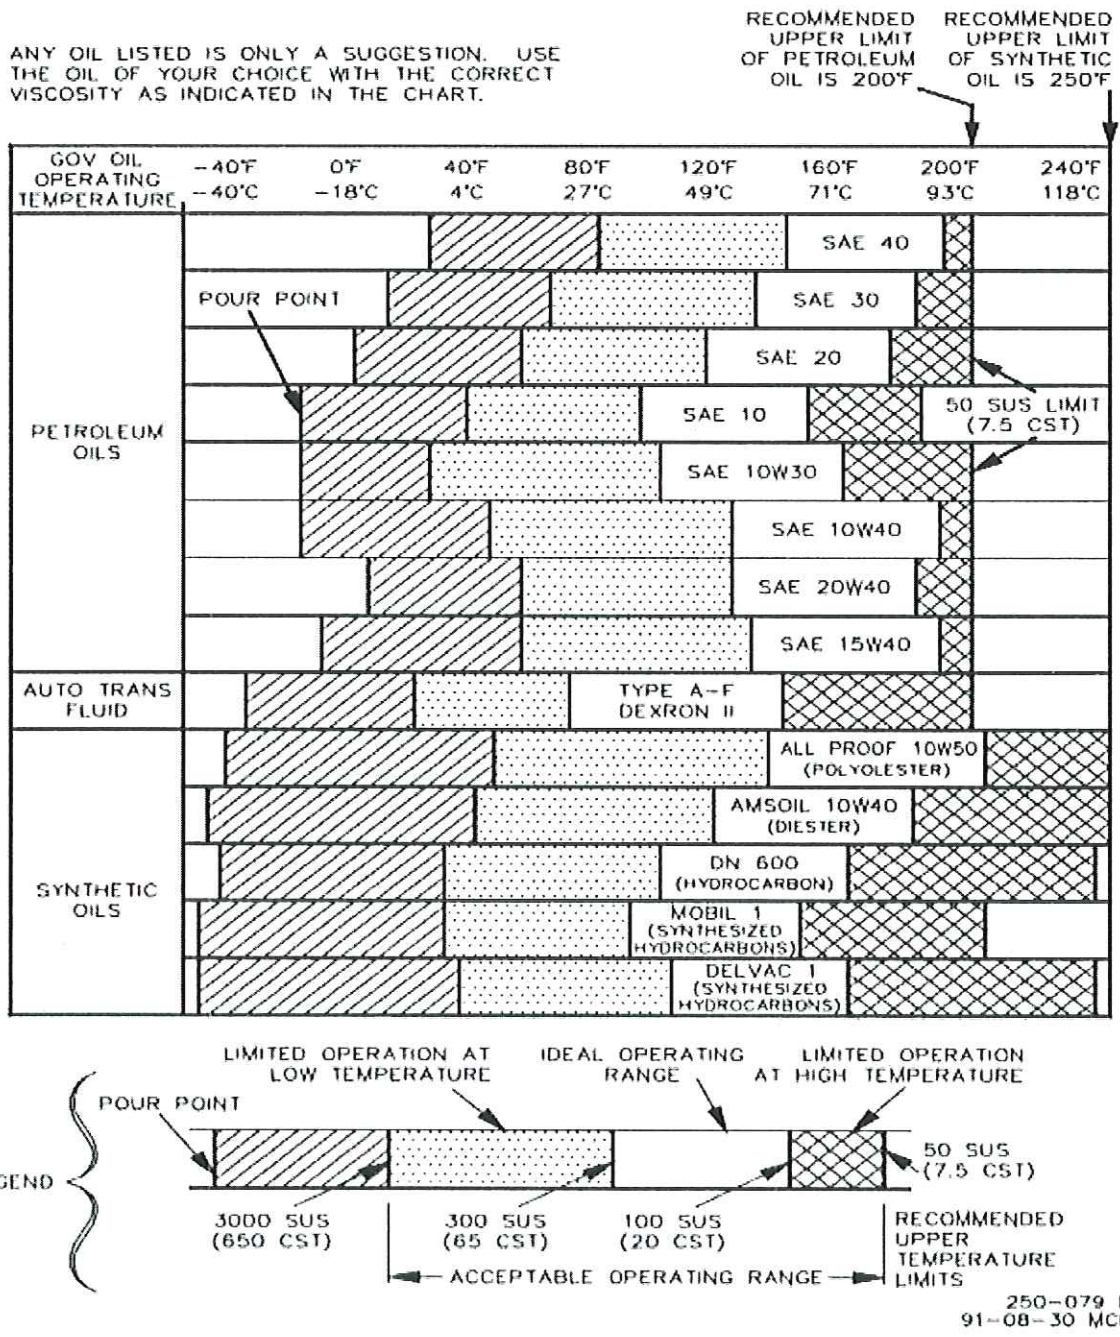 ANY OIL LISTED IS ONLY A SUGGESTION. USE
THE OIL OF YOUR CHOICE WITH THE CORRECT
VISCOSITY AS INDICATED IN THE CHART.
RECOMMENDED
UPPER LIMIT
OF PETROLEUM
OIL IS 200°F
RECOMMENDED
UPPER LIMIT
OF SYNTHETIC
OIL IS 250°F
GOV OIL
OPERATING
TEMPERATURE
-40°F 0°F 40°F 80°F 120°F 160°F 200°F 240°F
-40°C -18°C 4°C 27°C 49°C 71°C 93°C 118°C
PETROLEUM
OILS
SAE 40
POUR POINT
SAE 30
SAE 20
SAE 10
50 SUS LIMIT
(7.5 CST)
SAE 10W30
SAE 10W40
SAE 20W40
SAE 15W40
AUTO TRANS
FLUID
TYPE A-F
DEXRON II
SYNTHETIC
OILS
ALL PROOF 10W50
(POLYOLESTER)
AMSOIL 10W40
(DIESTER)
DN 600
(HYDROCARBON)
MOBIL 1
(SYNTHESIZED
HYDROCARBONS)
DELVAC 1
(SYNTHESIZED
HYDROCARBONS)
GEND
POUR POINT
LIMITED OPERATION AT
LOW TEMPERATURE
IDEAL OPERATING
RANGE
LIMITED OPERATION
AT HIGH TEMPERATURE
50 SUS
(7.5 CST)
3000 SUS
(650 CST)
300 SUS
(65 CST)
100 SUS
(20 CST)
RECOMMENDED
UPPER
TEMPERATURE
LIMITS
ACCEPTABLE OPERATING RANGE
250-079
91-08-30 MC